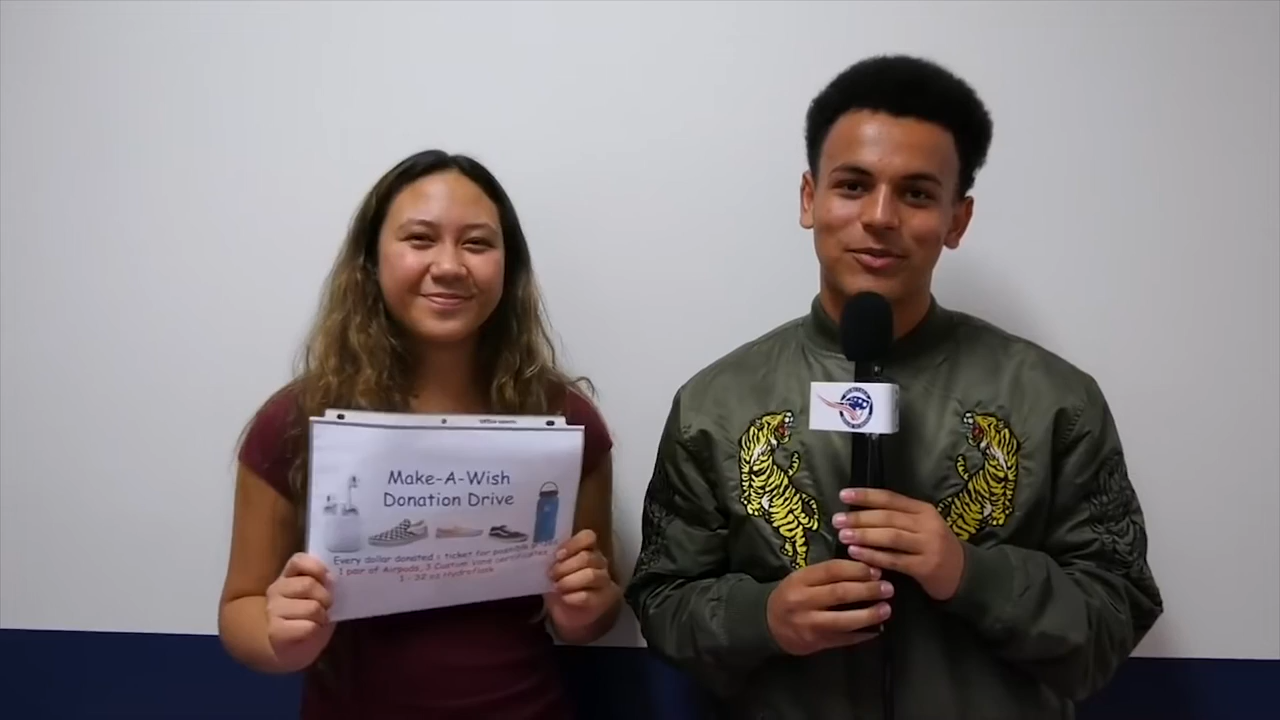 Make-A-Wish
Donation Drive
Every dollar donated = ticket for possible
1 pair of Airpods, 3 Custom Vans certificates
1 - 32 oz Hydroflask